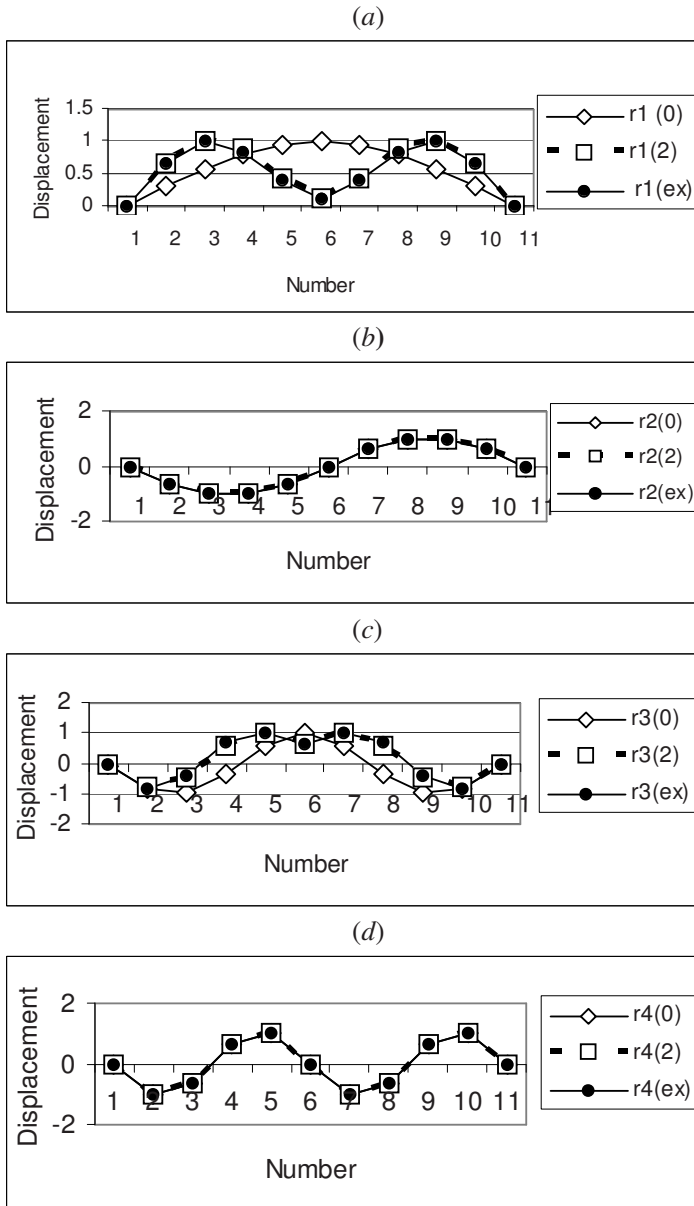 (a)
Displacement
1.5
1
0.5
0
1 2 3 4 5 6 7 8 9 10 11
Number
r1 (0)
r1(2)
r1(ex)
(b)
Displacement
2
0
-2
1 2 3 4 5 6 7 8 9 10 11
Number
r2(0)
r2(2)
r2(ex)
(c)
Displacement
2
1
0
-1
-2
1 2 3 4 5 6 7 8 9 10 11
Number
r3(0)
r3(2)
r3(ex)
(d)
Displacement
2
0
-2
1 2 3 4 5 6 7 8 9 10 11
Number
r4(0)
r4(2)
r4(ex)